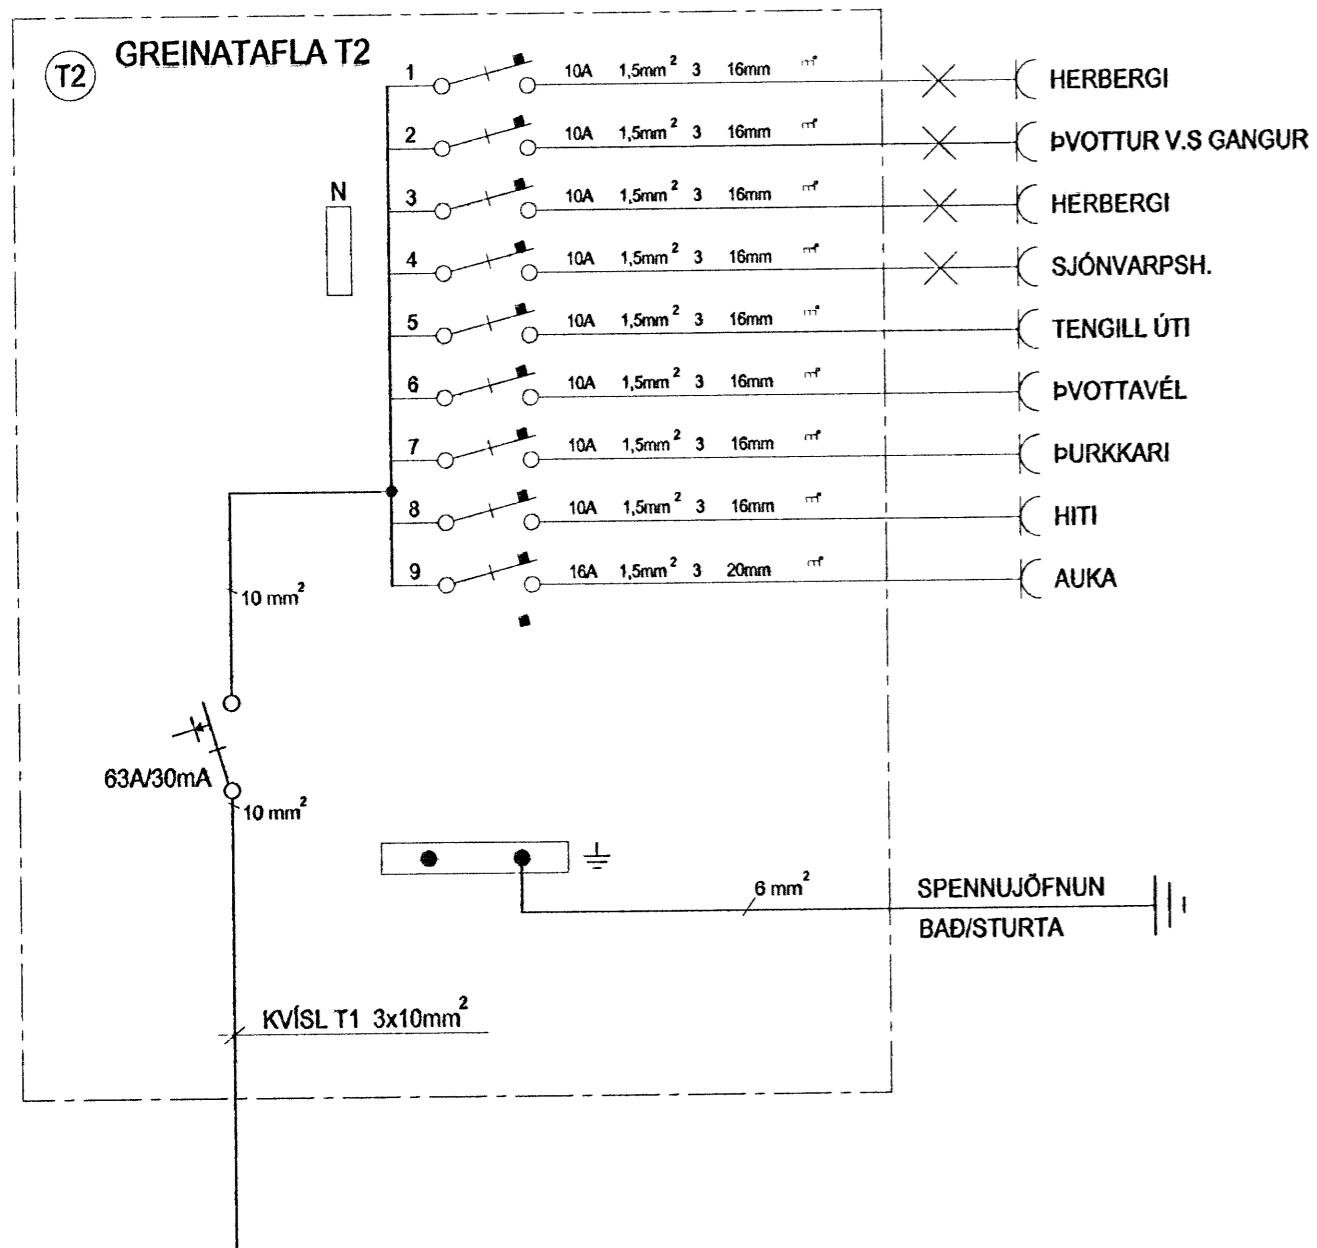 T2 GREINATAFLA T2
1 10A 1,5mm² 3 16mm HERBERGI
2 10A 1,5mm² 3 16mm ÞVOTTUR V.S GANGUR
N
3 10A 1,5mm² 3 16mm HERBERGI
4 10A 1,5mm² 3 16mm SJÓNVARPSH.
5 10A 1,5mm² 3 16mm TENGILL ÚTI
6 10A 1,5mm² 3 16mm ÞVOTTAVÉL
7 10A 1,5mm² 3 16mm ÞURKKARI
8 10A 1,5mm² 3 16mm HITI
9 16A 1,5mm² 3 20mm AUKA
10 mm²
63A/30mA
10 mm²
6 mm² SPENNUJÖFNUN
BAÐ/STURTA
KVÍSL T1 3x10mm²